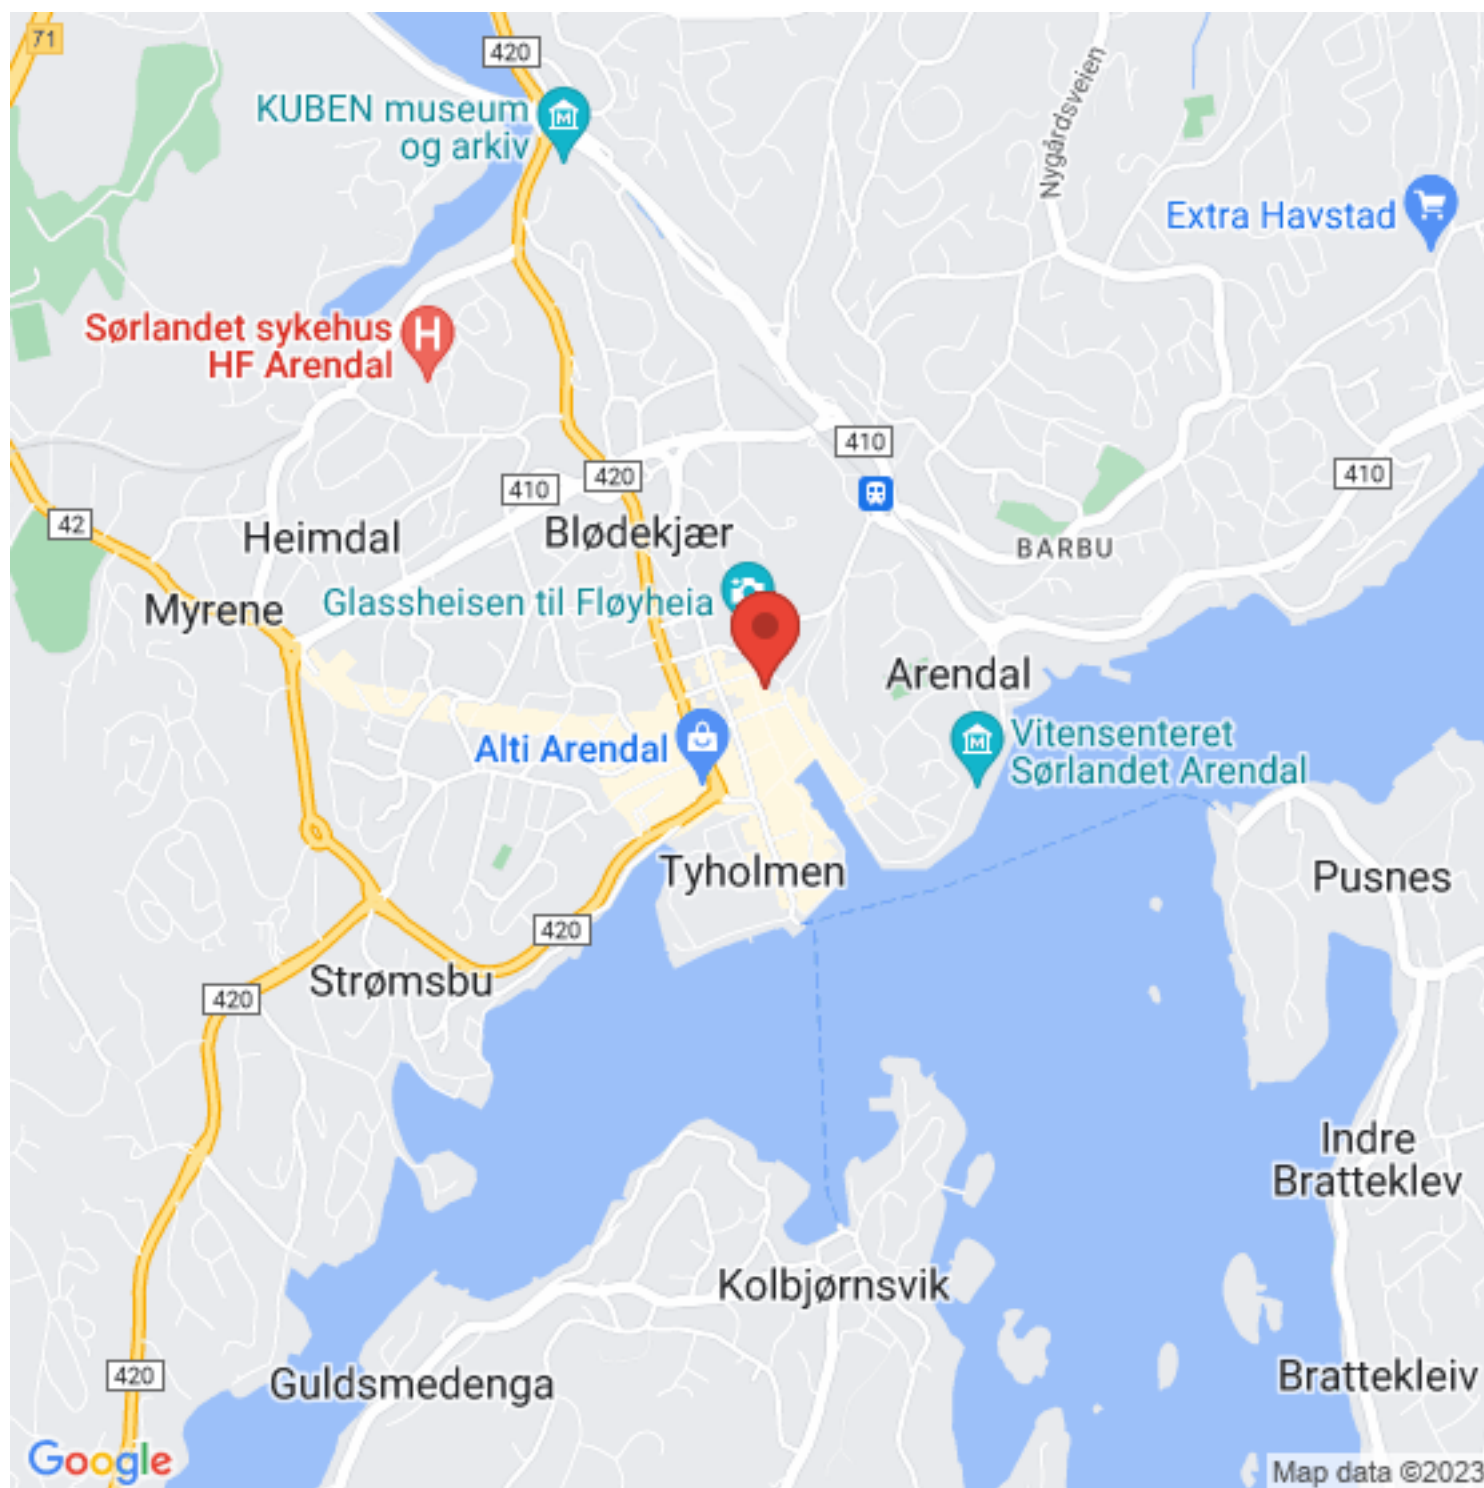 71
420
KUBEN museum
og arkiv
Nygårdsveien
Extra Havstad
Sørlandet sykehus
HF Arendal
410
420
410
410
42
Heimdal
Blødekjær
BARBU
Glassheisen til Fløyheia
Myrene
Arendal
Alti Arendal
Vitensenteret
Sørlandet Arendal
Tyholmen
Pusnes
420
Strømsbu
420
Indre
Bratteklev
Kolbjørnsvik
420
Guldsmedenga
Brattekleiv
Google
Map data ©2023